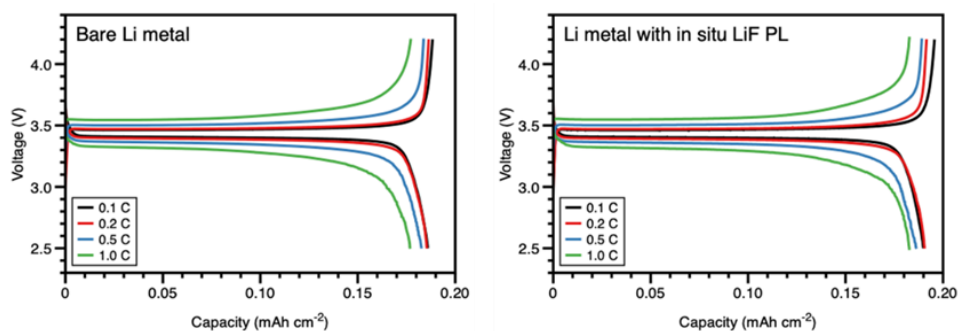 Bare Li metal
Voltage (V)
4.0
3.5
3.0
2.5
0.1 C
0.2 C
0.5 C
1.0 C
0
0.05
0.10
0.15
0.20
Capacity (mAh cm⁻²)
Li metal with in situ LiF PL
Voltage (V)
4.0
3.5
3.0
2.5
0.1 C
0.2 C
0.5 C
1.0 C
0
0.05
0.10
0.15
0.20
Capacity (mAh cm⁻²)